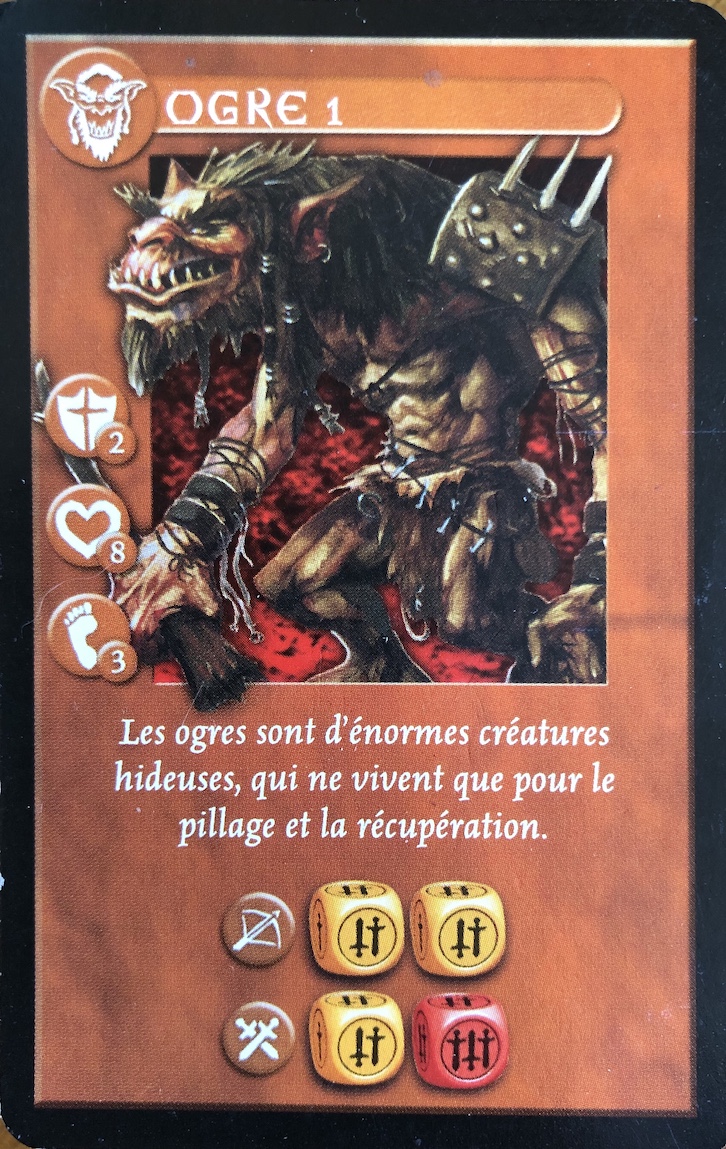 OGRE 1
2
8
3
Les ogres sont d'énormes créatures
hideuses, qui ne vivent que pour le
pillage et la récupération.